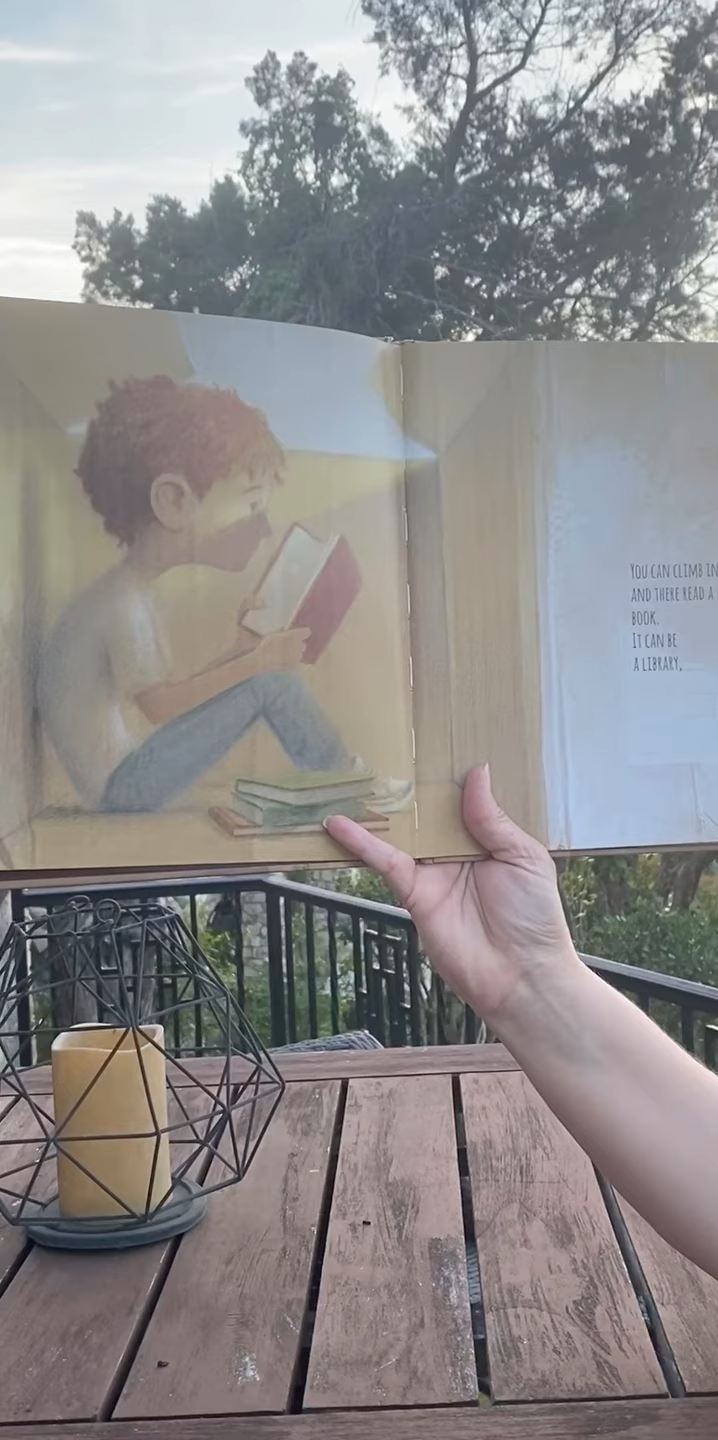 YOU CAN CLIMB IN
AND THERE READ A
BOOK.
IT CAN BE
A LIBRARY,